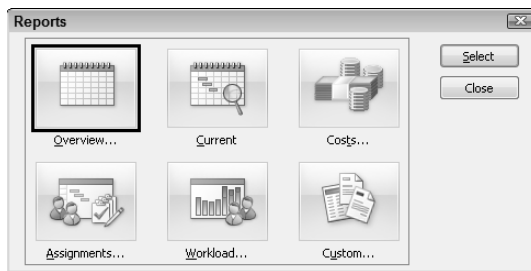 Reports
Select
Close
Overview...
Current
Costs...
Assignments...
Workload...
Custom...